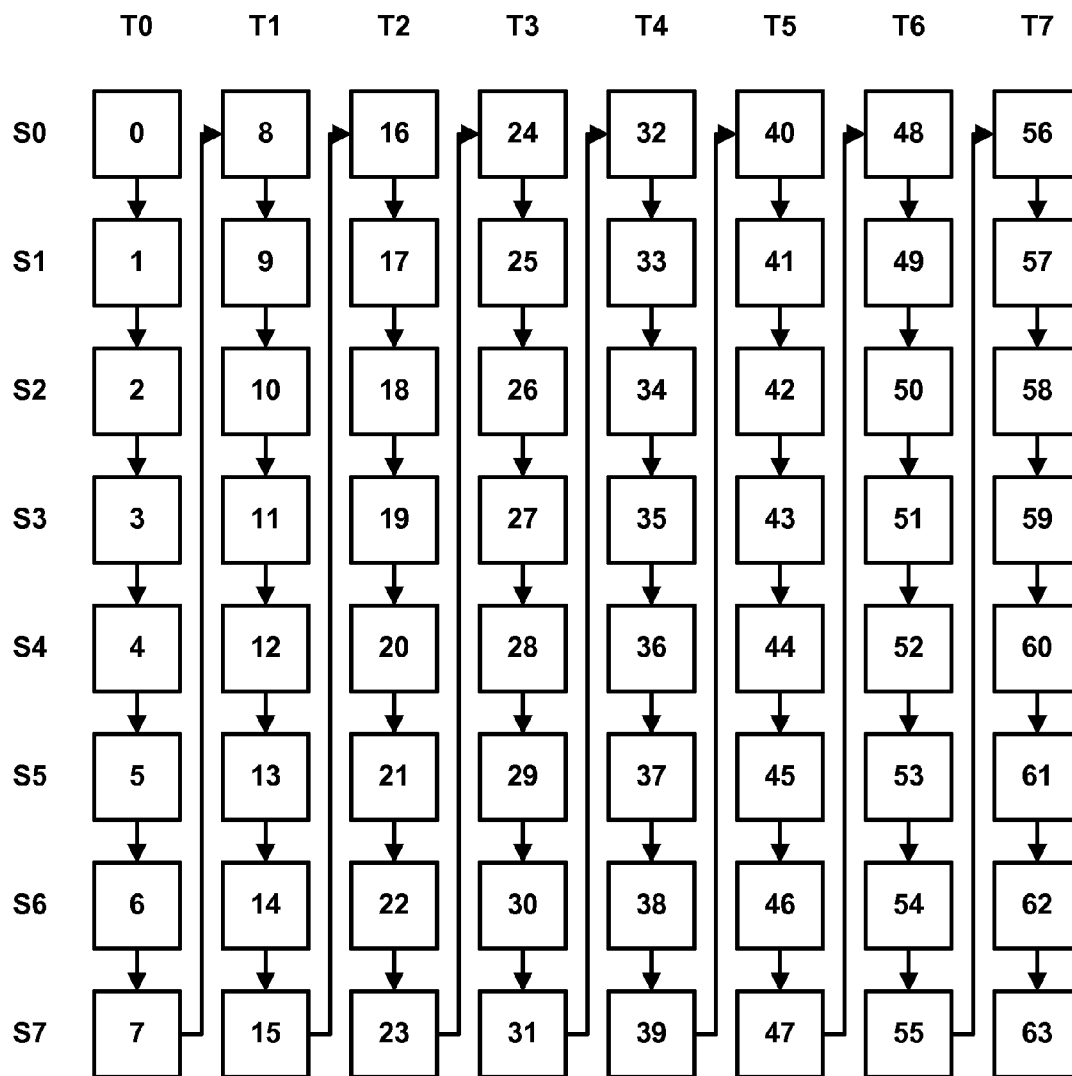 T0 T1 T2 T3 T4 T5 T6 T7
S0 0 8 16 24 32 40 48 56
S1 1 9 17 25 33 41 49 57
S2 2 10 18 26 34 42 50 58
S3 3 11 19 27 35 43 51 59
S4 4 12 20 28 36 44 52 60
S5 5 13 21 29 37 45 53 61
S6 6 14 22 30 38 46 54 62
S7 7 15 23 31 39 47 55 63